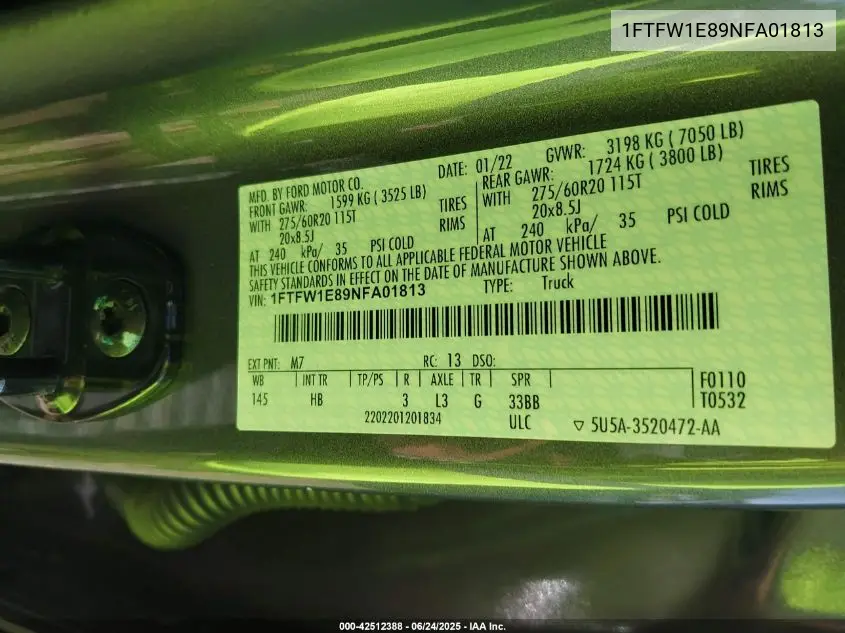 1FTFW1E89NFA01813
MFD. BY FORD MOTOR CO.
DATE: 01/22 GVWR: 3198 KG ( 7050 LB)
FRONT GAWR: 1599 KG ( 3525 LB) REAR GAWR: 1724 KG ( 3800 LB)
WITH 275/60R20 115T TIRES WITH 275/60R20 115T TIRES
20x8.5J RIMS 20x8.5J RIMS
AT 240 kPa/ 35 PSI COLD AT 240 kPa/ 35 PSI COLD
THIS VEHICLE CONFORMS TO ALL APPLICABLE FEDERAL MOTOR VEHICLE
SAFETY STANDARDS IN EFFECT ON THE DATE OF MANUFACTURE SHOWN ABOVE.
VIN: 1FTFW1E89NFA01813 TYPE: Truck
EXT PNT: M7 RC: 13 DSO:
WB INT TR TP/PS R AXLE TR SPR F0110
145 HB 3 L3 G 33BB T0532
2202201201834 ULC ▽ 5U5A-3520472-AA
000-42512388 - 06/24/2025 - IAA Inc.